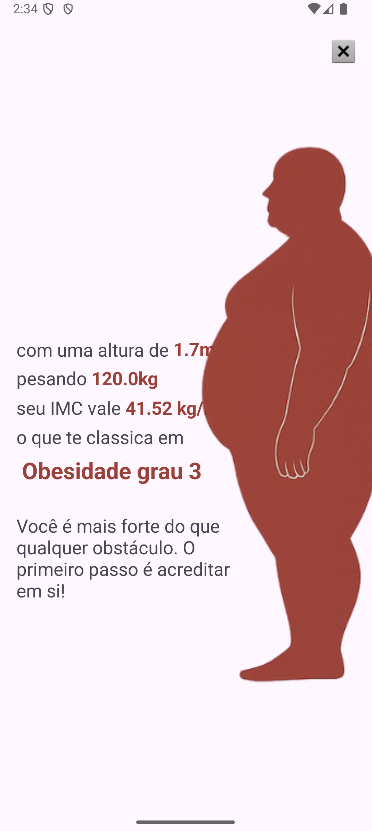 2:34
com uma altura de 1.7m
pesando 120.0kg
seu IMC vale 41.52 kg/
o que te classica em
Obesidade grau 3
Você é mais forte do que
qualquer obstáculo. O
primeiro passo é acreditar
em si!